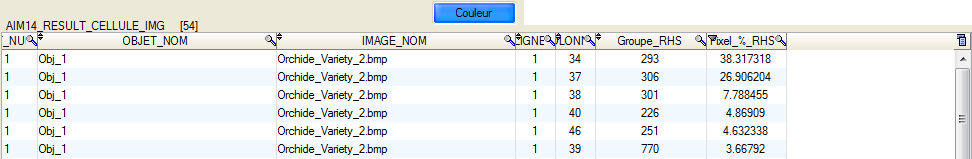 Couleur
AIM14_RESULT_CELLULE_IMG [54]
_NU OBJET_NOM IMAGE_NOM IGNE LONN Groupe_RHS Pixel_%_RHS
1 Obj_1 Orchide_Variety_2.bmp 1 34 293 38.317318
1 Obj_1 Orchide_Variety_2.bmp 1 37 306 26.906204
1 Obj_1 Orchide_Variety_2.bmp 1 38 301 7.788455
1 Obj_1 Orchide_Variety_2.bmp 1 40 226 4.86909
1 Obj_1 Orchide_Variety_2.bmp 1 46 251 4.632338
1 Obj_1 Orchide_Variety_2.bmp 1 39 770 3.66792